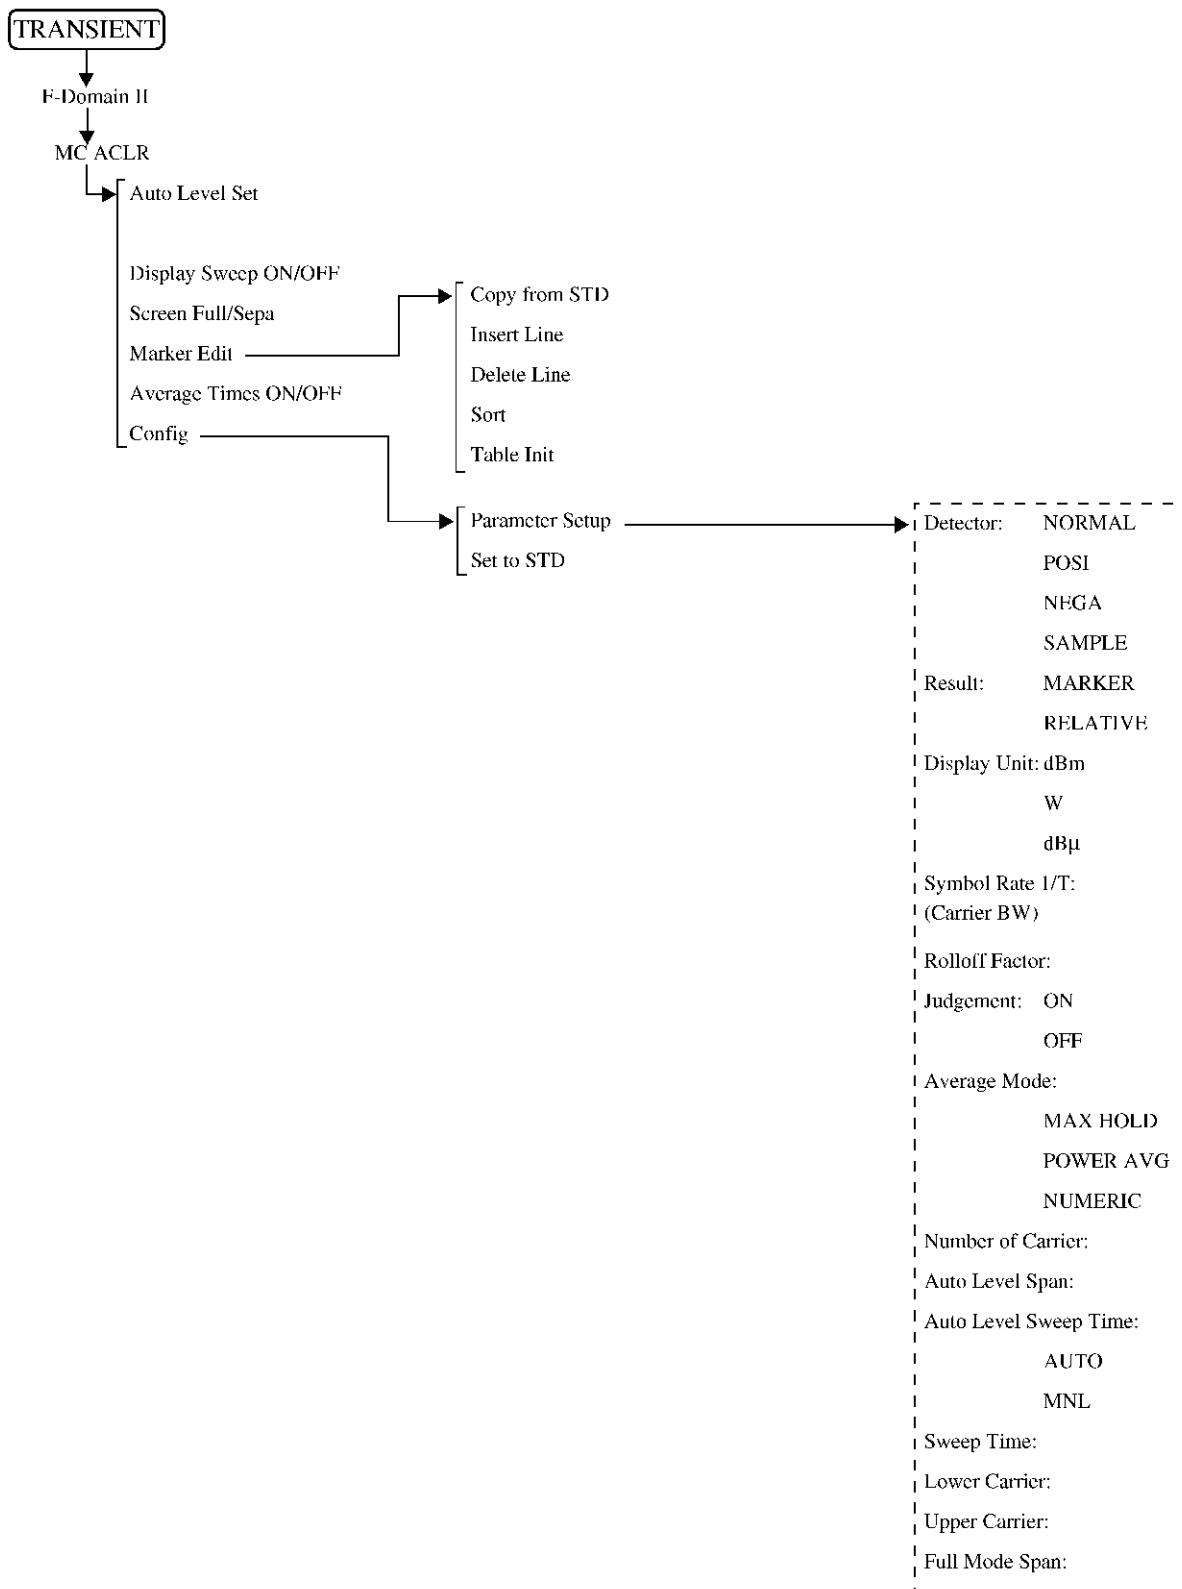 TRANSIENT
F-Domain II
MC ACLR
Auto Level Set
Display Sweep ON/OFF
Screen Full/Sepa
Marker Edit
Average Times ON/OFF
Config
Copy from STD
Insert Line
Delete Line
Sort
Table Init
Parameter Setup
Set to STD
Detector: NORMAL
POSI
NEGA
SAMPLE
Result: MARKER
RELATIVE
Display Unit: dBm
W
dBµ
Symbol Rate 1/T:
(Carrier BW)
Rolloff Factor:
Judgement: ON
OFF
Average Mode:
MAX HOLD
POWER AVG
NUMERIC
Number of Carrier:
Auto Level Span:
Auto Level Sweep Time:
AUTO
MNL
Sweep Time:
Lower Carrier:
Upper Carrier:
Full Mode Span: